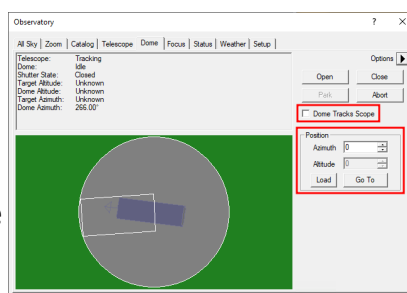 Observatory ? ×
All Sky Zoom Catalog Telescope Dome Focus Status Weather Setup
Telescope: Tracking
Dome: Idle
Shutter State: Closed
Target Altitude: Unknown
Dome Altitude: Unknown
Target Azimuth: Unknown
Dome Azimuth: 266.00°
Options
Open Close
Park Abort
Dome Tracks Scope
Position
Azimuth 0
Altitude 0
Load Go To